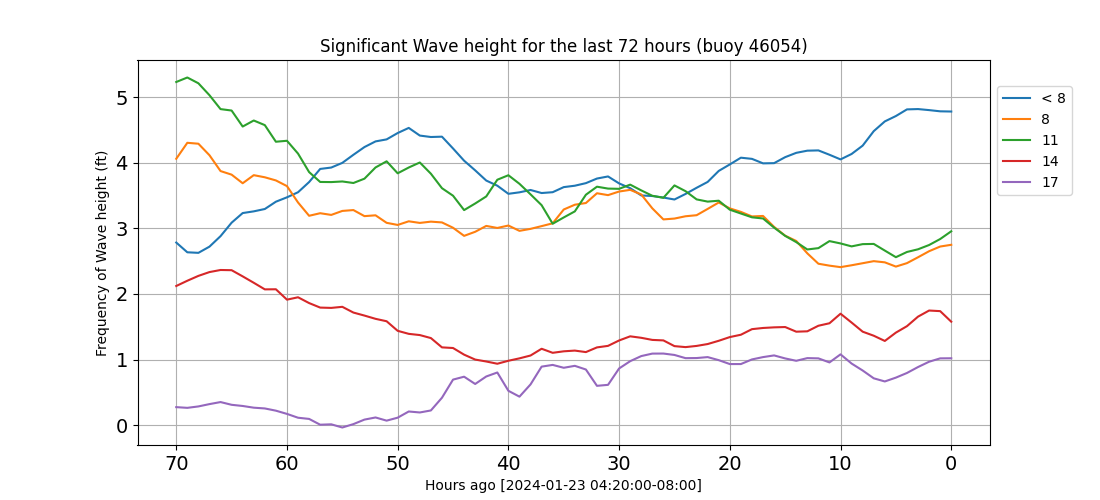 Significant Wave height for the last 72 hours (buoy 46054)
Frequency of Wave height (ft)
5
4
3
2
1
0
70 60 50 40 30 20 10 0
Hours ago [2024-01-23 04:20:00-08:00]
< 8
8
11
14
17